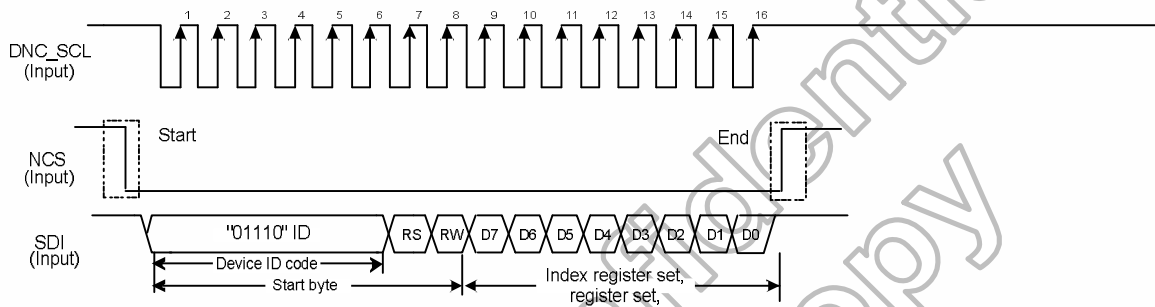 1 2 3 4 5 6 7 8 9 10 11 12 13 14 15 16
DNC_SCL
(Input)
Start
End
NCS
(Input)
SDI
(Input)
"01110" ID
RS
RW
D7
D6
D5
D4
D3
D2
D1
D0
Device ID code
Start byte
Index register set,
register set,